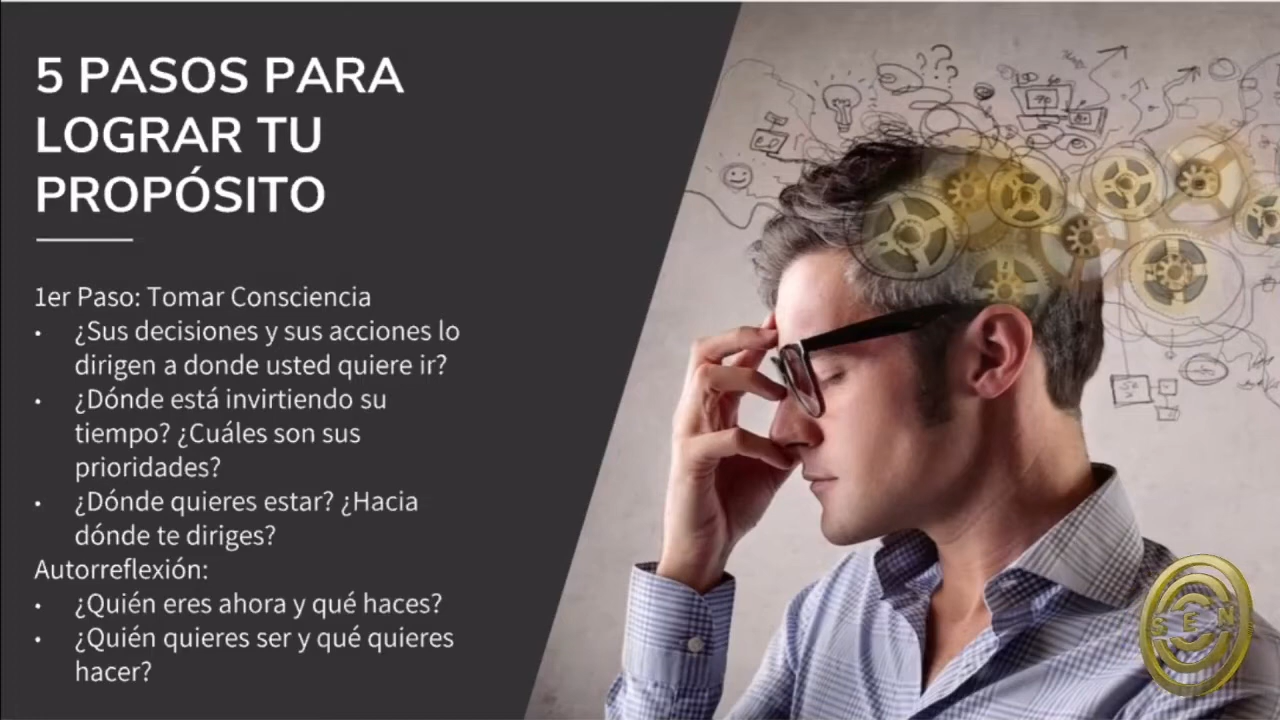 5 PASOS PARA
LOGRAR TU
PROPÓSITO
1er Paso: Tomar Consciencia
• ¿Sus decisiones y sus acciones lo
dirigen a donde usted quiere ir?
• ¿Dónde está invirtiendo su
tiempo? ¿Cuáles son sus
prioridades?
• ¿Dónde quieres estar? ¿Hacia
dónde te diriges?
Autorreflexión:
• ¿Quién eres ahora y qué haces?
• ¿Quién quieres ser y qué quieres
hacer?
SEN